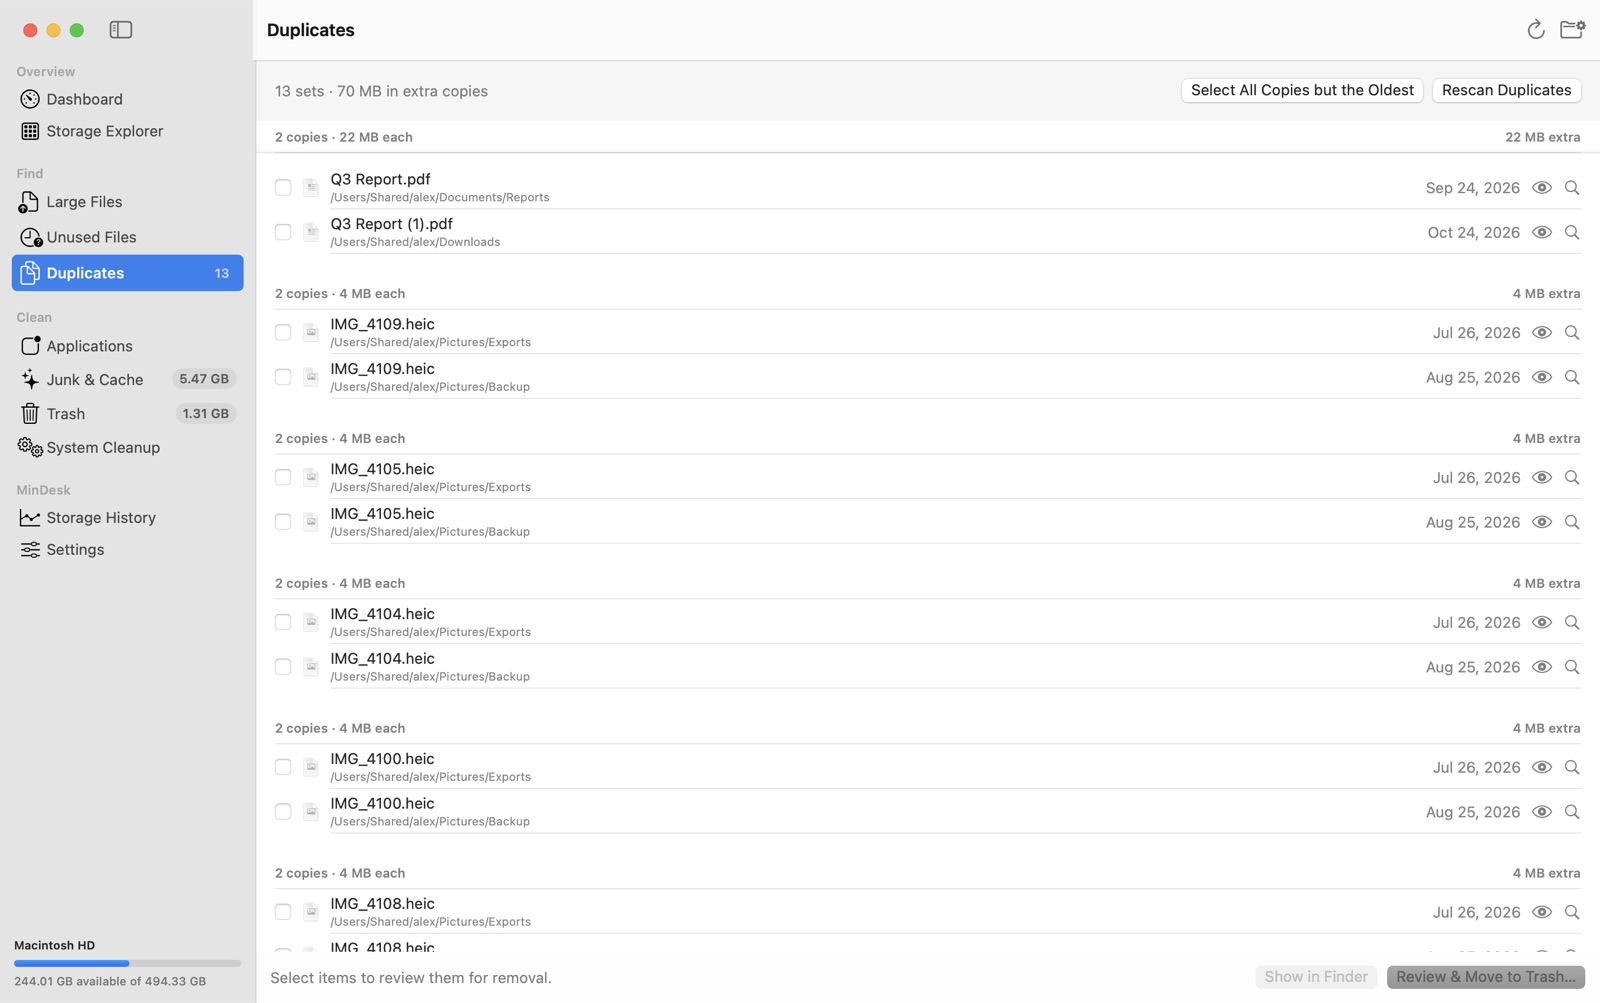 Duplicates
Overview
Dashboard
Storage Explorer
Find
Large Files
Unused Files
Duplicates 13
Clean
Applications
Junk & Cache 5.47 GB
Trash 1.31 GB
System Cleanup
MinDesk
Storage History
Settings
Macintosh HD
244.01 GB available of 494.33 GB
13 sets · 70 MB in extra copies
Select All Copies but the Oldest
Rescan Duplicates
2 copies · 22 MB each 22 MB extra
Q3 Report.pdf
/Users/Shared/alex/Documents/Reports
Sep 24, 2026
Q3 Report (1).pdf
/Users/Shared/alex/Downloads
Oct 24, 2026
2 copies · 4 MB each 4 MB extra
IMG_4109.heic
/Users/Shared/alex/Pictures/Exports
Jul 26, 2026
IMG_4109.heic
/Users/Shared/alex/Pictures/Backup
Aug 25, 2026
2 copies · 4 MB each 4 MB extra
IMG_4105.heic
/Users/Shared/alex/Pictures/Exports
Jul 26, 2026
IMG_4105.heic
/Users/Shared/alex/Pictures/Backup
Aug 25, 2026
2 copies · 4 MB each 4 MB extra
IMG_4104.heic
/Users/Shared/alex/Pictures/Exports
Jul 26, 2026
IMG_4104.heic
/Users/Shared/alex/Pictures/Backup
Aug 25, 2026
2 copies · 4 MB each 4 MB extra
IMG_4100.heic
/Users/Shared/alex/Pictures/Exports
Jul 26, 2026
IMG_4100.heic
/Users/Shared/alex/Pictures/Backup
Aug 25, 2026
2 copies · 4 MB each 4 MB extra
IMG_4108.heic
/Users/Shared/alex/Pictures/Exports
Jul 26, 2026
IMG_4108.heic
Select items to review them for removal.
Show in Finder
Review & Move to Trash...